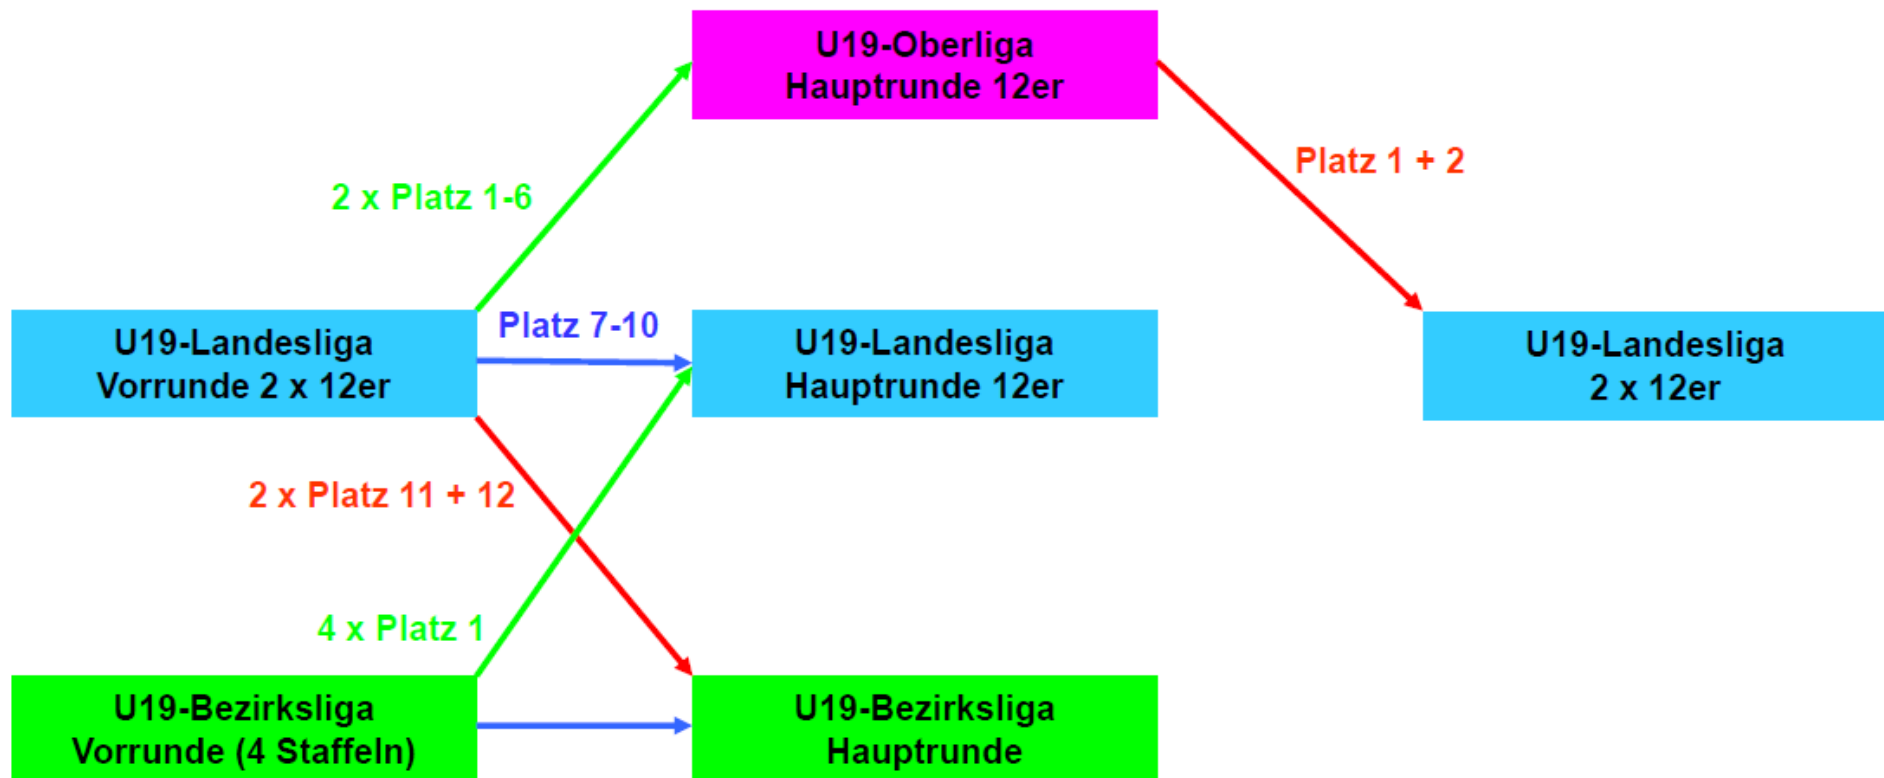 U19-Oberliga
Hauptrunde 12er
Platz 1 + 2
2 x Platz 1-6
U19-Landesliga
Vorrunde 2 x 12er
Platz 7-10
U19-Landesliga
Hauptrunde 12er
U19-Landesliga
2 x 12er
2 x Platz 11 + 12
4 x Platz 1
U19-Bezirksliga
Vorrunde (4 Staffeln)
U19-Bezirksliga
Hauptrunde